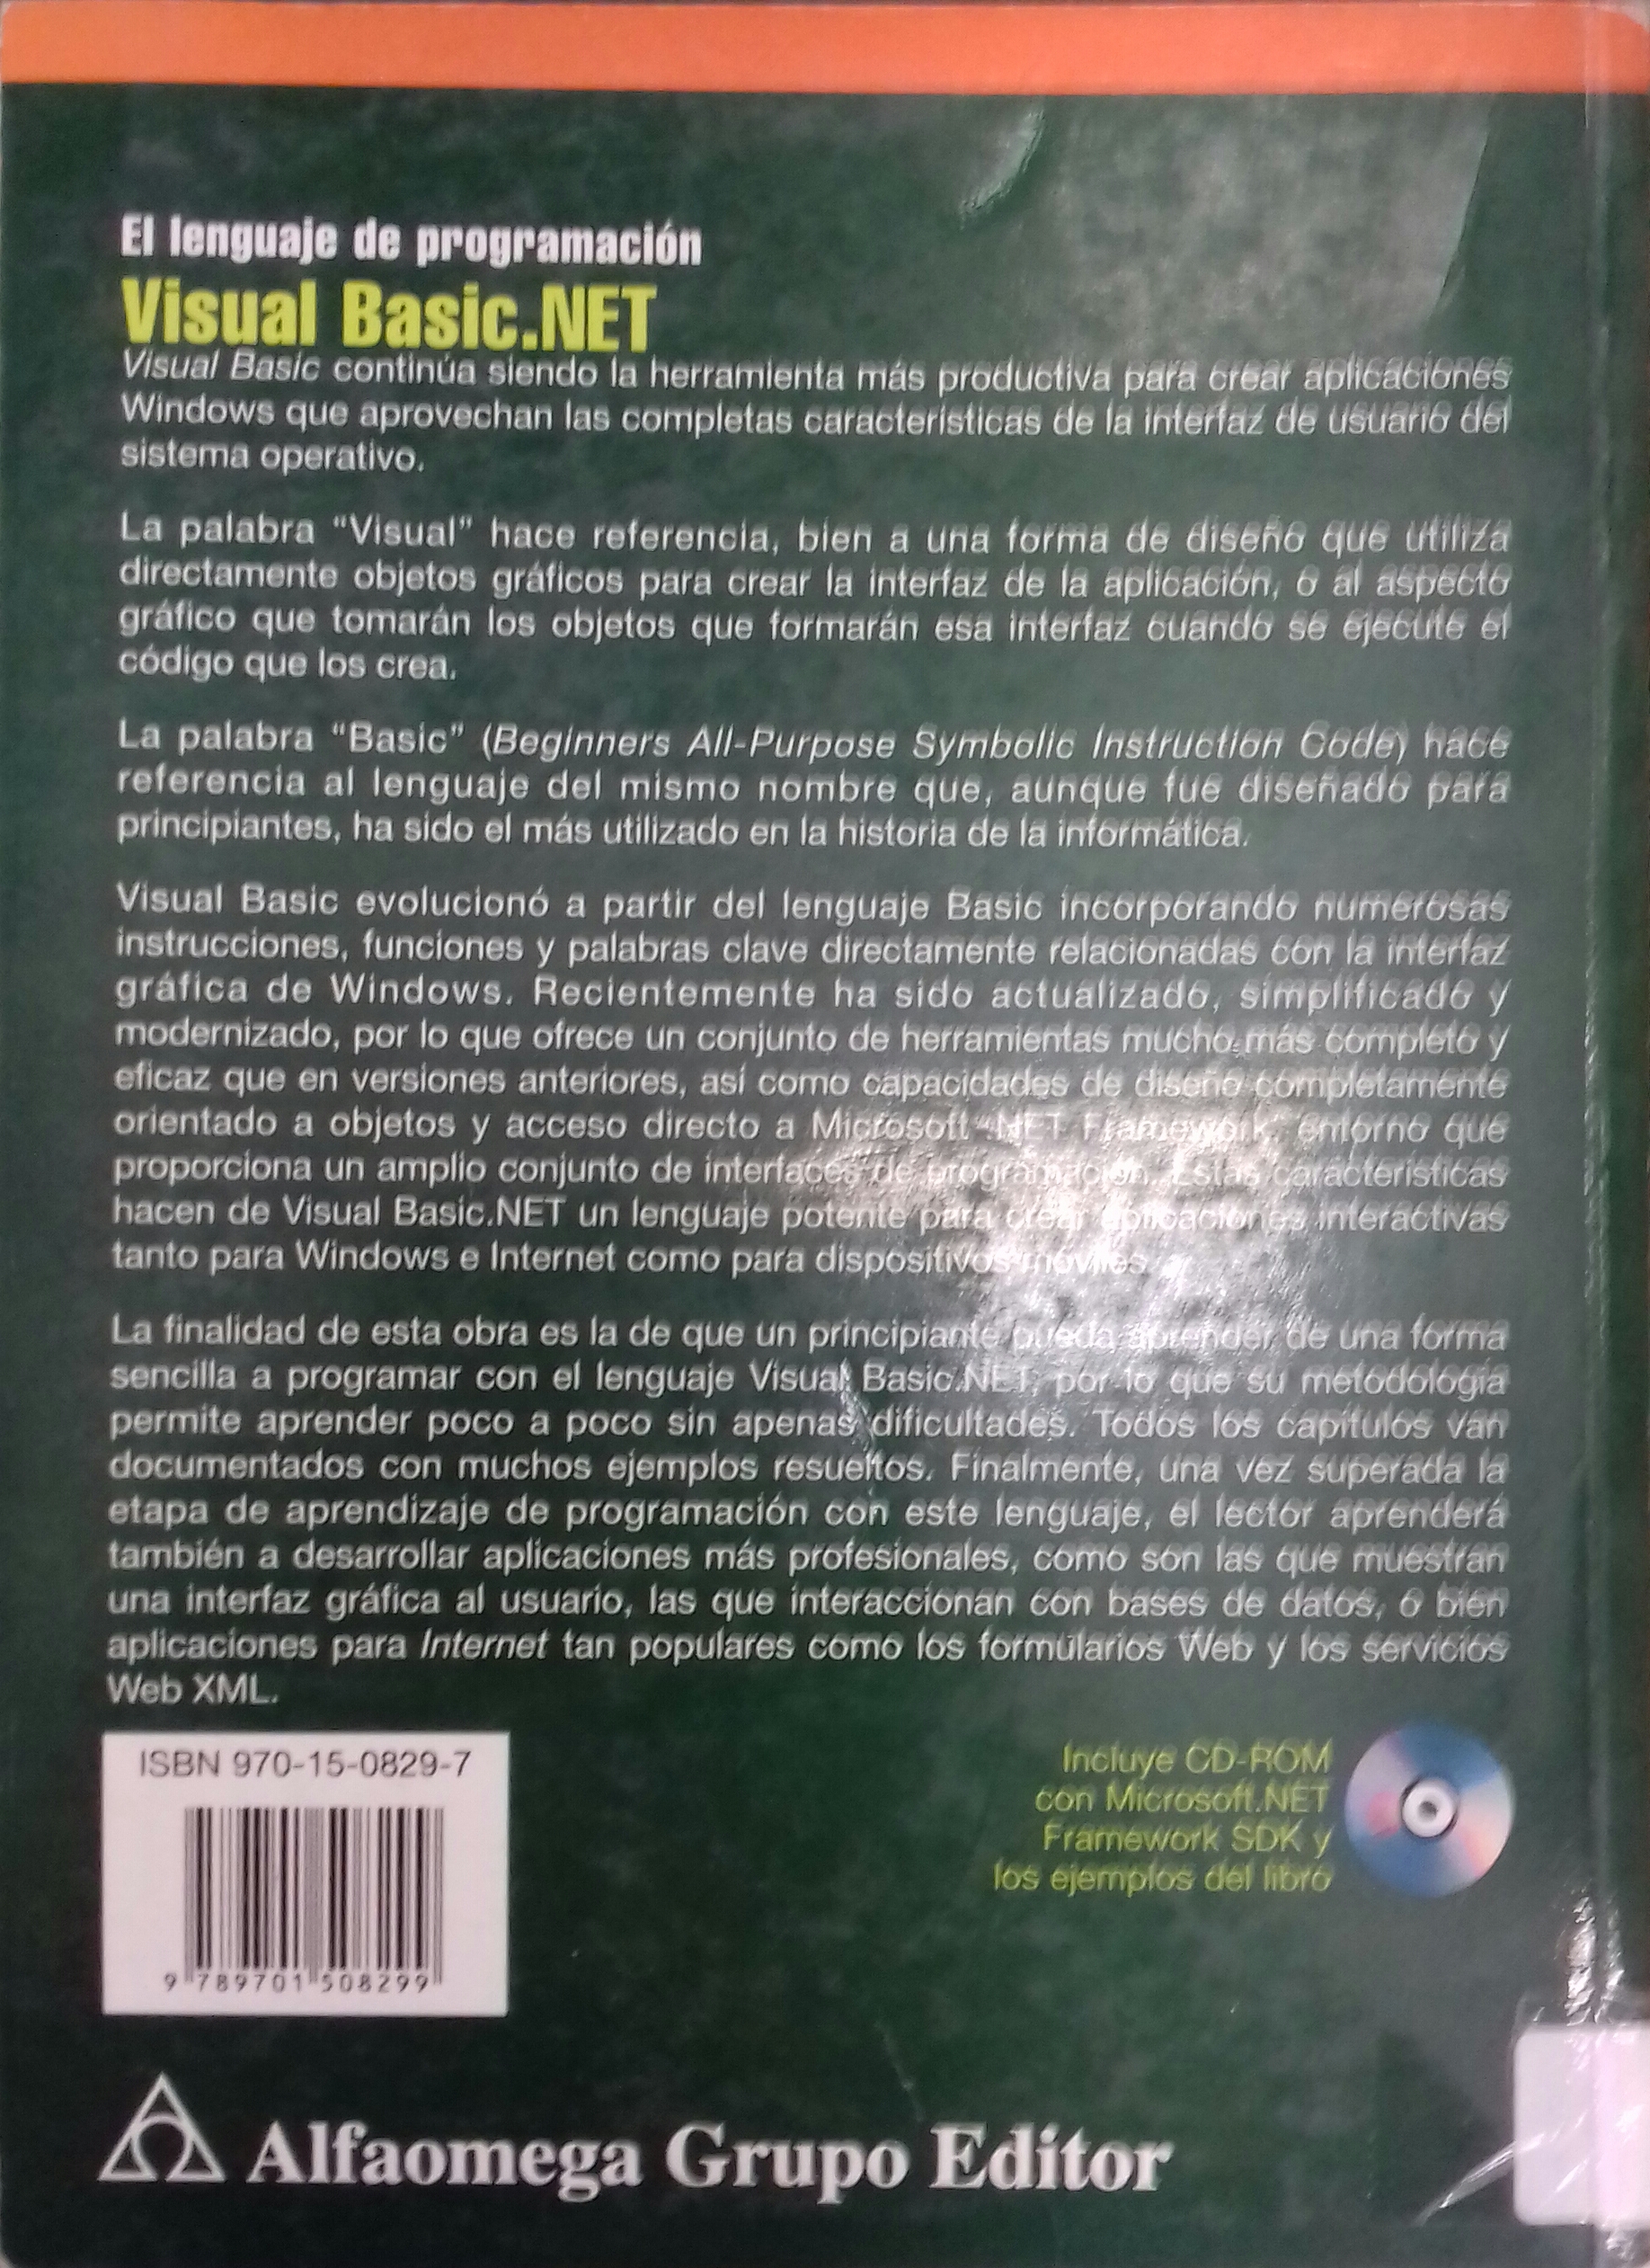 El lenguaje de programación
Visual Basic.NET
Visual Basic continúa siendo la herramienta más productiva para crear aplicaciones
Windows que aprovechan las completas características de la interfaz de usuario del
sistema operativo.
La palabra “Visual” hace referencia, bien a una forma de diseño que utiliza
directamente objetos gráficos para crear la interfaz de la aplicación, o al aspecto
gráfico que tomarán los objetos que formarán esa interfaz cuando se ejecute el
código que los crea.
La palabra “Basic” (Beginners All-Purpose Symbolic Instruction Code) hace
referencia al lenguaje del mismo nombre que, aunque fue diseñado para
principiantes, ha sido el más utilizado en la historia de la informática.
Visual Basic evolucionó a partir del lenguaje Basic incorporando numerosas
instrucciones, funciones y palabras clave directamente relacionadas con la interfaz
gráfica de Windows. Recientemente ha sido actualizado, simplificado y
modernizado, por lo que ofrece un conjunto de herramientas mucho más completo y
eficaz que en versiones anteriores, así como capacidades de diseño completamente
orientado a objetos y acceso directo a Microsoft .NET Framework, entorno que
proporciona un amplio conjunto de interfaces de programación. Estas características
hacen de Visual Basic.NET un lenguaje potente para crear aplicaciones interactivas
tanto para Windows e Internet como para dispositivos móviles.
La finalidad de esta obra es la de que un principiante pueda aprender de una forma
sencilla a programar con el lenguaje Visual Basic.NET, por lo que su metodología
permite aprender poco a poco sin apenas dificultades. Todos los capítulos van
documentados con muchos ejemplos resueltos. Finalmente, una vez superada la
etapa de aprendizaje de programación con este lenguaje, el lector aprenderá
también a desarrollar aplicaciones más profesionales, como son las que muestran
una interfaz gráfica al usuario, las que interaccionan con bases de datos, o bien
aplicaciones para Internet tan populares como los formularios Web y los servicios
Web XML.
ISBN 970-15-0829-7
9 789701 508299
Incluye CD-ROM
con Microsoft.NET
Framework SDK y
los ejemplos del libro
Alfaomega Grupo Editor